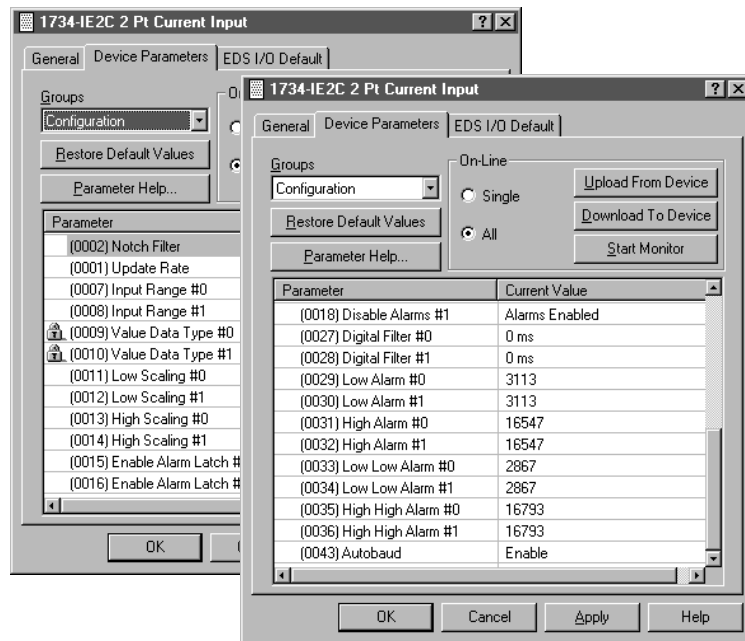 1734-IE2C 2 Pt Current Input
General Device Parameters EDS I/O Default
Groups
Configuration
Restore Default Values
Parameter Help...
Parameter
(0002) Notch Filter
(0001) Update Rate
(0007) Input Range #0
(0008) Input Range #1
(0009) Value Data Type #0
(0010) Value Data Type #1
(0011) Low Scaling #0
(0012) Low Scaling #1
(0013) High Scaling #0
(0014) High Scaling #1
(0015) Enable Alarm Latch #
(0016) Enable Alarm Latch #
OK
1734-IE2C 2 Pt Current Input
General Device Parameters EDS I/O Default
Groups
Configuration
Restore Default Values
Parameter Help...
On-Line
Single
All
Upload From Device
Download To Device
Start Monitor
Parameter Current Value
(0018) Disable Alarms #1 Alarms Enabled
(0027) Digital Filter #0 0 ms
(0028) Digital Filter #1 0 ms
(0029) Low Alarm #0 3113
(0030) Low Alarm #1 3113
(0031) High Alarm #0 16547
(0032) High Alarm #1 16547
(0033) Low Low Alarm #0 2867
(0034) Low Low Alarm #1 2867
(0035) High High Alarm #0 16793
(0036) High High Alarm #1 16793
(0043) Autobaud Enable
OK Cancel Apply Help